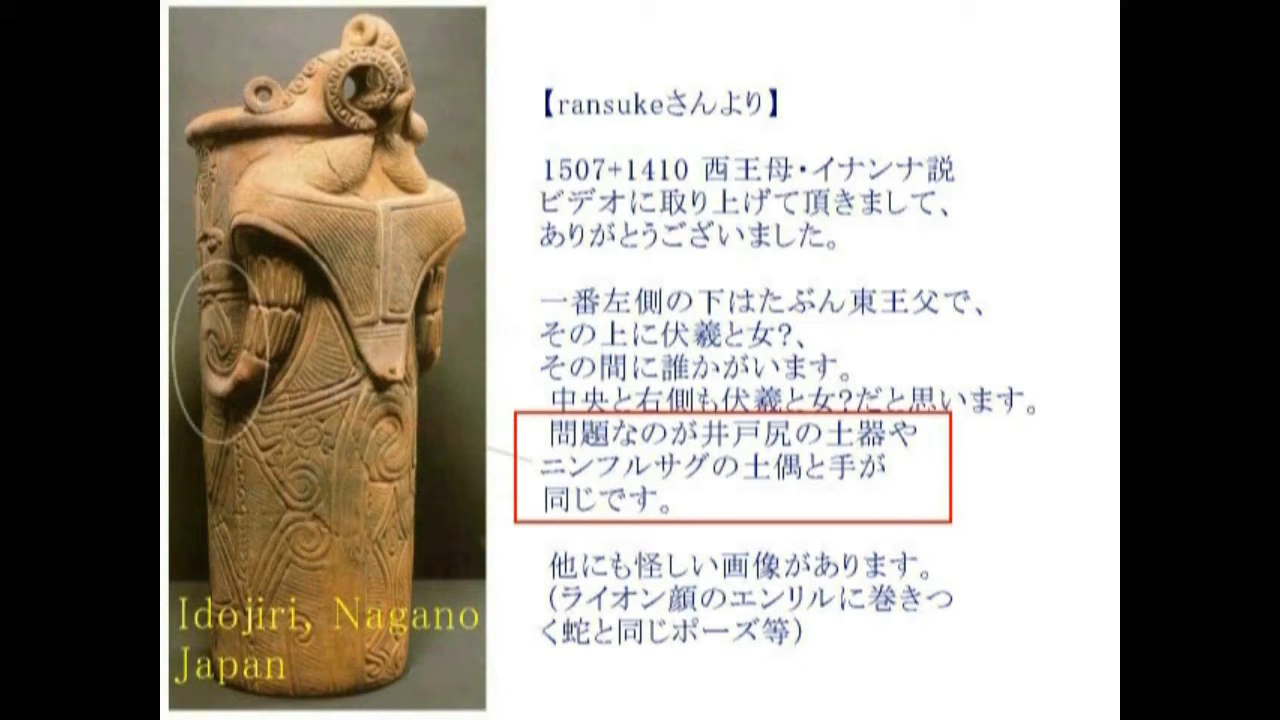 【ransukeさんより】
1507+1410 西王母・イナンナ説
ビデオに取り上げて頂きまして、
ありがとうございました。
一番左側の下はたぶん東王父で、
その上に伏羲と女?、
その間に誰かがいます。
中央と右側も伏羲と女?だと思います。
問題なのが井戸尻の土器や
ニンフルサグの土偶と手が
同じです。
他にも怪しい画像があります。
(ライオン顔のエンリルに巻きつ
く蛇と同じポーズ等)
Idojiri, Nagano
Japan